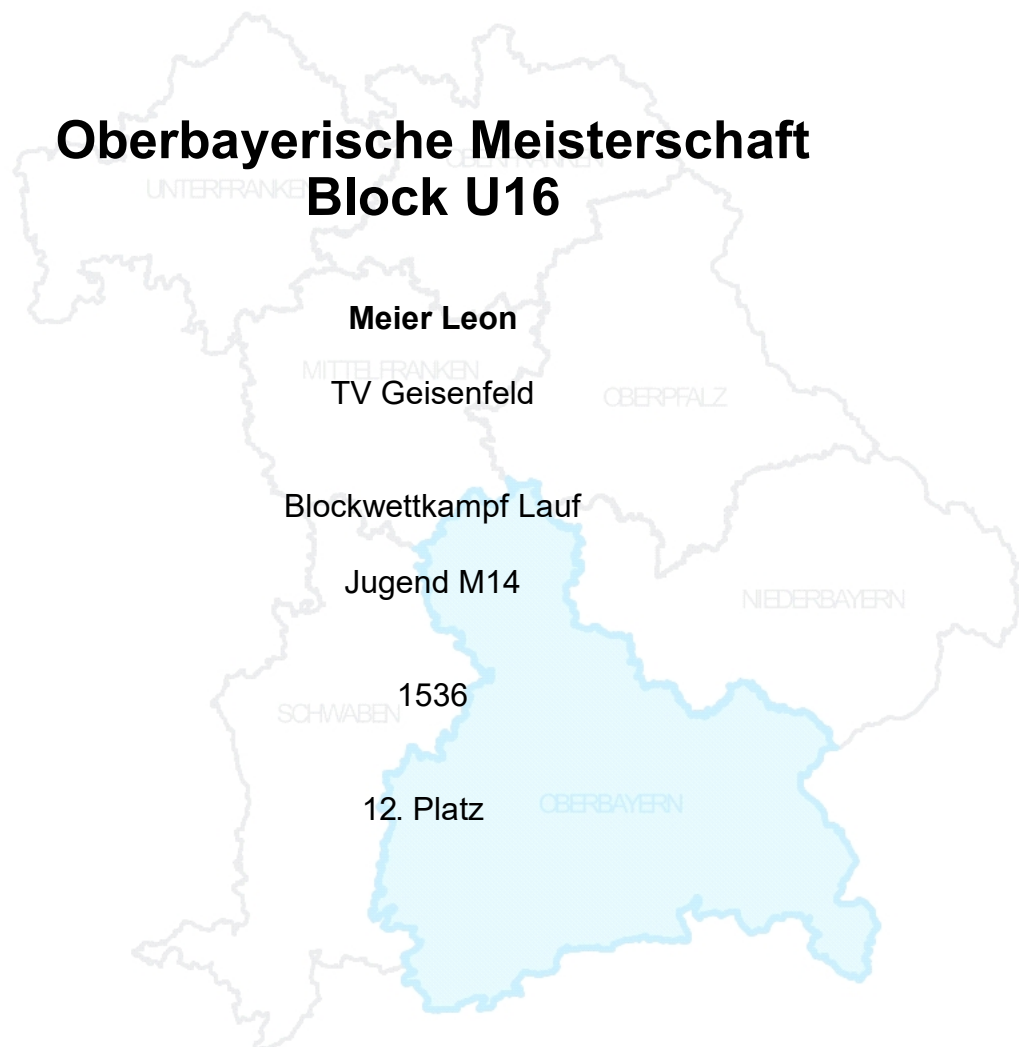 Oberbayerische Meisterschaft
OBERFRANKEN
UNTERFRANKEN
Block U16
Meier Leon
MITTELFRANKEN
TV Geisenfeld
OBERPFALZ
Blockwettkampf Lauf
Jugend M14
NIEDERBAYERN
1536
SCHWABEN
12. Platz
OBERBAYERN